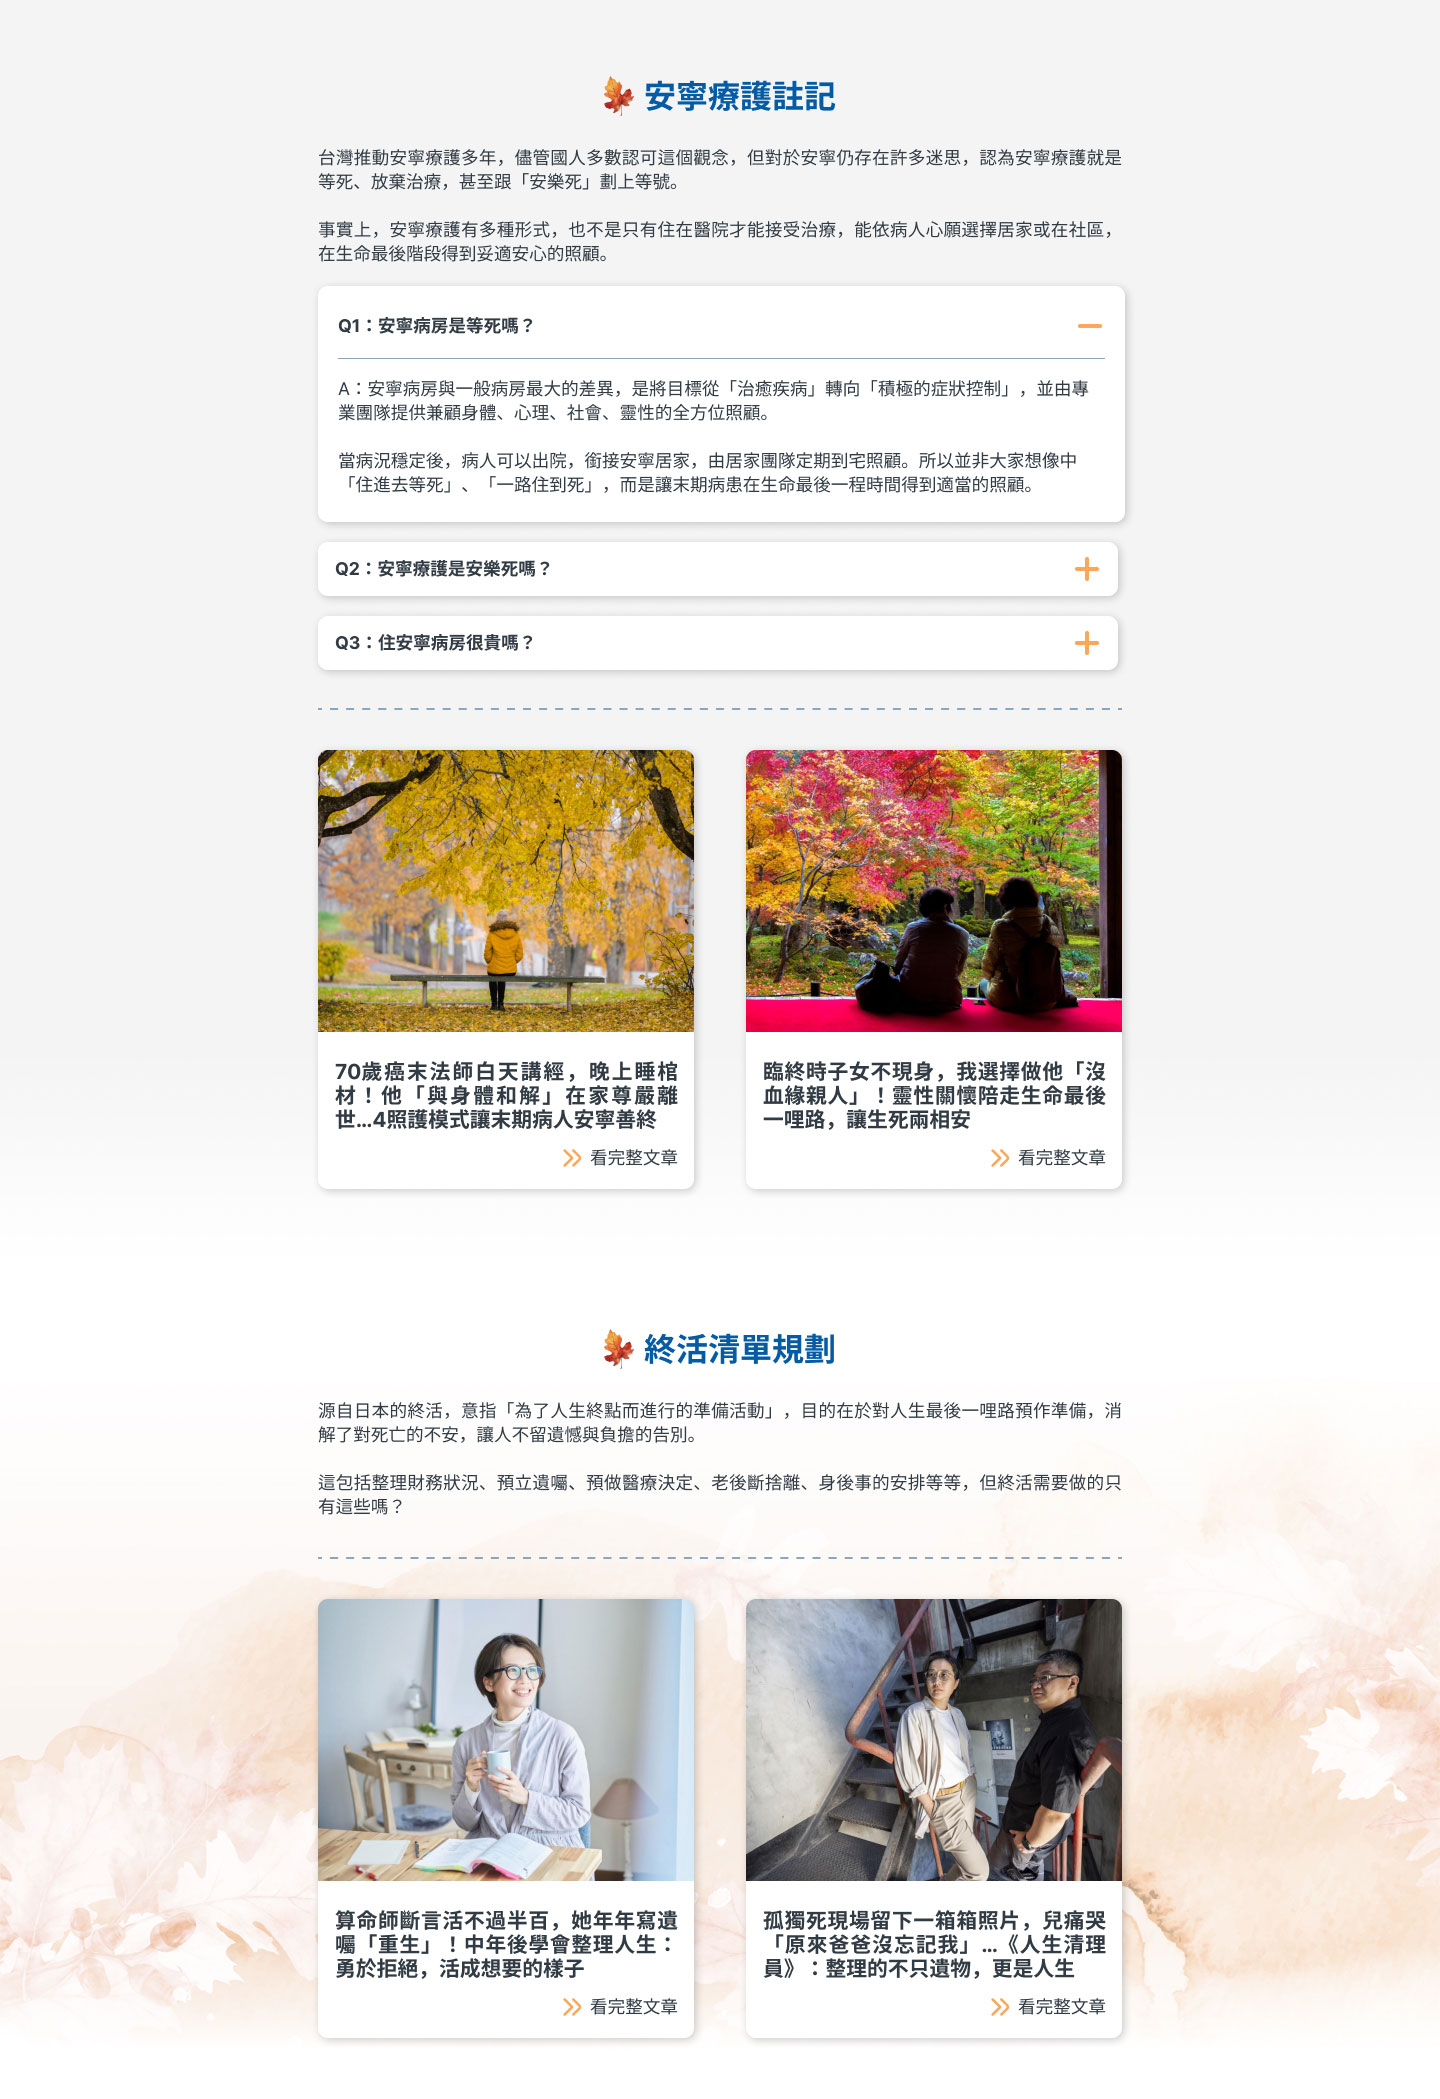 安寧療護註記
台灣推動安寧療護多年，儘管國人多數認可這個觀念，但對於安寧仍存在許多迷思，認為安寧療護就是
等死、放棄治療，甚至跟「安樂死」劃上等號。
事實上，安寧療護有多種形式，也不是只有住在醫院才能接受治療，能依病人心願選擇居家或在社區，
在生命最後階段得到妥適安心的照顧。
Q1：安寧病房是等死嗎？
A：安寧病房與一般病房最大的差異，是將目標從「治癒疾病」轉向「積極的症狀控制」，並由專
業團隊提供兼顧身體、心理、社會、靈性的全方位照顧。
當病況穩定後，病人可以出院，銜接安寧居家，由居家團隊定期到宅照顧。所以並非大家想像中
「住進去等死」、「一路住到死」，而是讓末期病患在生命最後一程時間得到適當的照顧。
Q2：安寧療護是安樂死嗎？
Q3：住安寧病房很貴嗎？
70歲癌末法師白天講經，晚上睡棺
材！他「與身體和解」在家尊嚴離
世...4照護模式讓末期病人安寧善終
看完整文章
臨終時子女不現身，我選擇做他「沒
血緣親人」！靈性關懷陪走生命最後
一哩路，讓生死兩相安
看完整文章
終活清單規劃
源自日本的終活，意指「為了人生終點而進行的準備活動」，目的在於對人生最後一哩路預作準備，消
解了對死亡的不安，讓人不留遺憾與負擔的告別。
這包括整理財務狀況、預立遺囑、預做醫療決定、老後斷捨離、身後事的安排等等，但終活需要做的只
有這些嗎？
算命師斷言活不過半百，她年年寫遺
囑「重生」！中年後學會整理人生：
勇於拒絕，活成想要的樣子
看完整文章
孤獨死現場留下一箱箱照片，兒痛哭
「原來爸爸沒忘記我」...《人生清理
員》：整理的不只遺物，更是人生
看完整文章